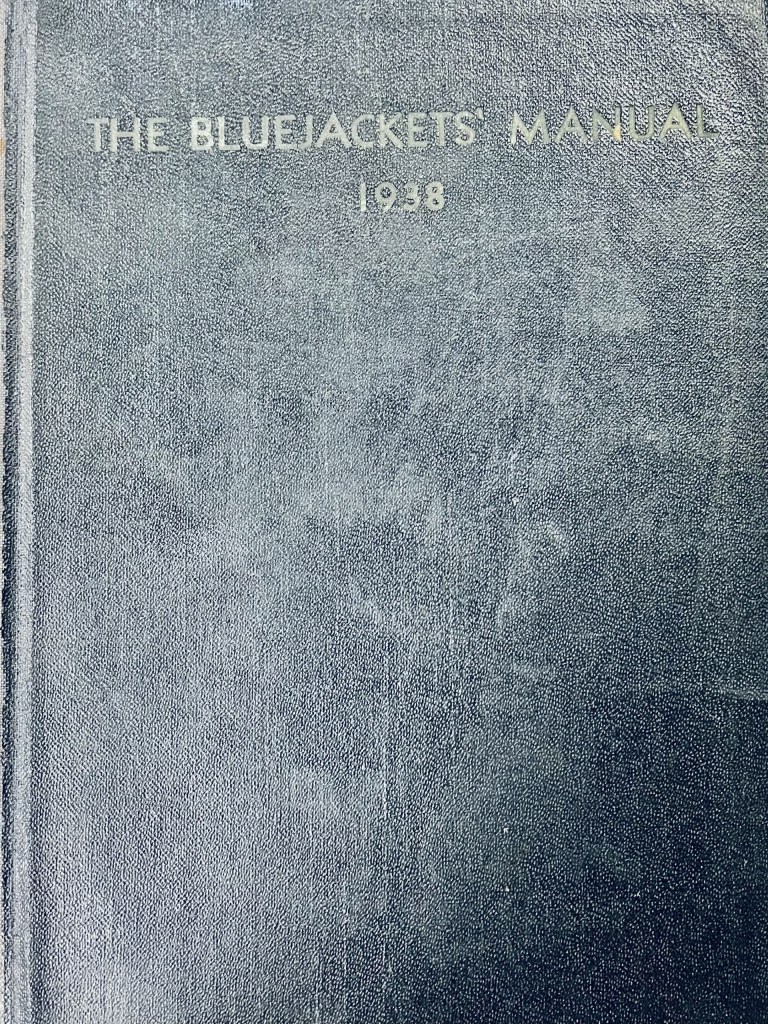 THE BLUEJACKETS' MANUAL
1938